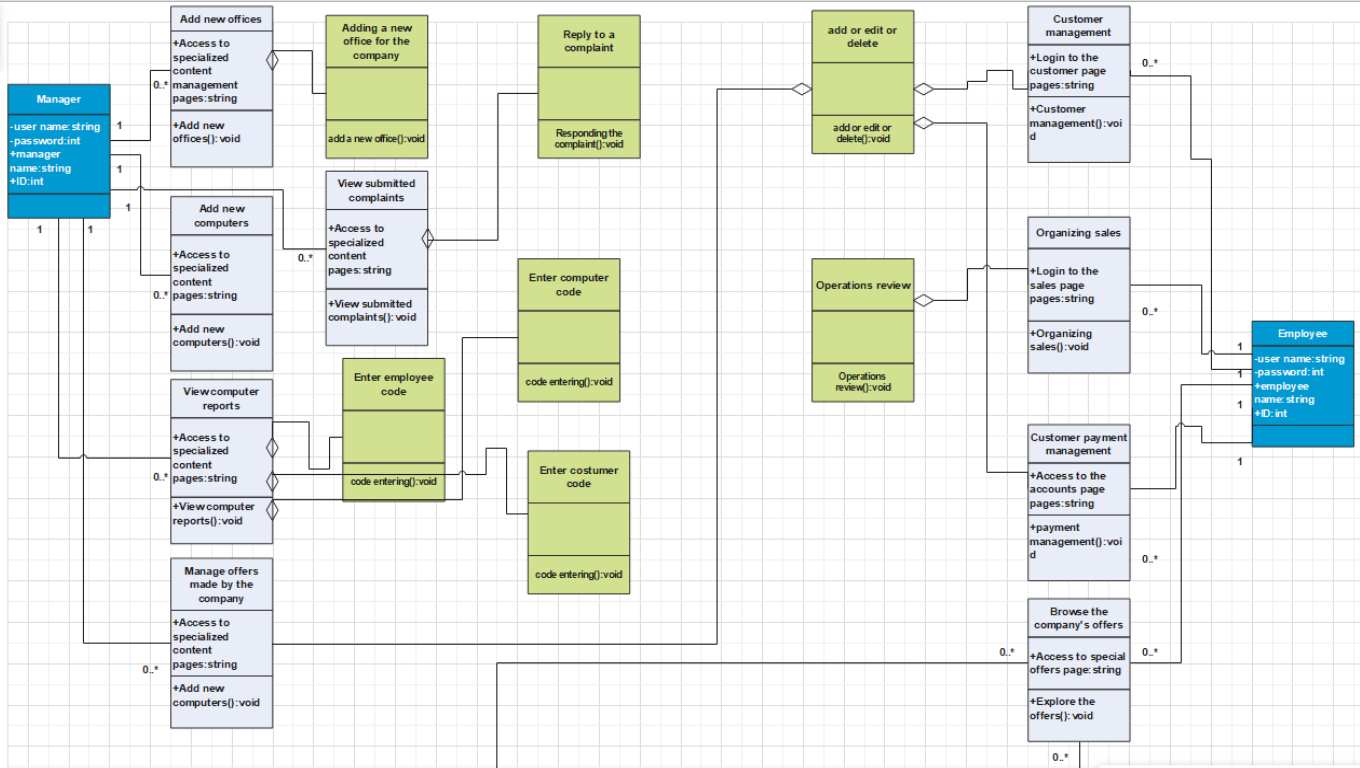 Manager
-user name:string
-password:int
+manager
name:string
+ID:int
1
1
1
1
1
Add new offices
+Access to
specialized
content
management
pages:string
+Add new
offices():void
0..*
Adding a new
office for the
company
add a new office():void
Reply to a
complaint
Responding the
complaint():void
View submitted
complaints
+Access to
specialized
content
pages:string
+View submitted
complaints():void
0..*
Add new
computers
+Access to
specialized
content
pages:string
+Add new
computers():void
0..*
Enter computer
code
code entering():void
Enter employee
code
code entering():void
View computer
reports
+Access to
specialized
content
pages:string
+View computer
reports():void
0..*
Enter costumer
code
code entering():void
Manage offers
made by the
company
+Access to
specialized
content
pages:string
+Add new
computers():void
0..*
add or edit or
delete
add or edit or
delete():void
Customer
management
+Login to the
customer page
pages:string
+Customer
management():voi
d
0..*
Organizing sales
+Login to the
sales page
pages:string
+Organizing
sales():void
0..*
Operations review
Operations
review():void
Employee
-user name:string
-password:int
+employee
name:string
+ID:int
1
1
1
1
Customer payment
management
+Access to the
accounts page
pages:string
+payment
management():voi
d
0..*
Browse the
company's offers
+Access to special
offers page:string
+Explore the
offers():void
0..*
0..*
0..*